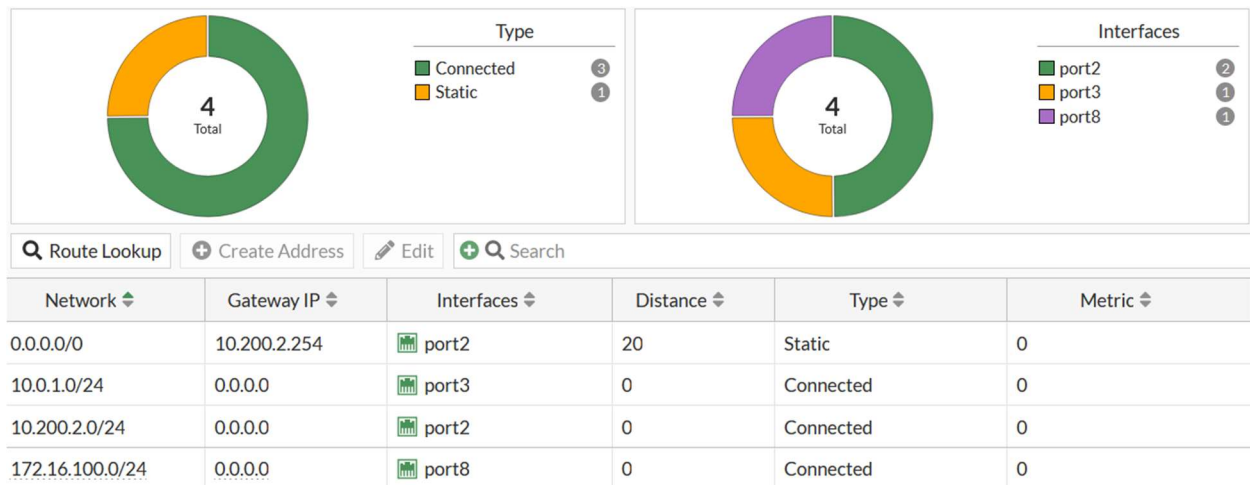 Type
Connected 3
Static 1
4
Total
Interfaces
port2 2
port3 1
port8 1
4
Total
Route Lookup Create Address Edit Search
Network Gateway IP Interfaces Distance Type Metric
0.0.0.0/0 10.200.2.254 port2 20 Static 0
10.0.1.0/24 0.0.0.0 port3 0 Connected 0
10.200.2.0/24 0.0.0.0 port2 0 Connected 0
172.16.100.0/24 0.0.0.0 port8 0 Connected 0